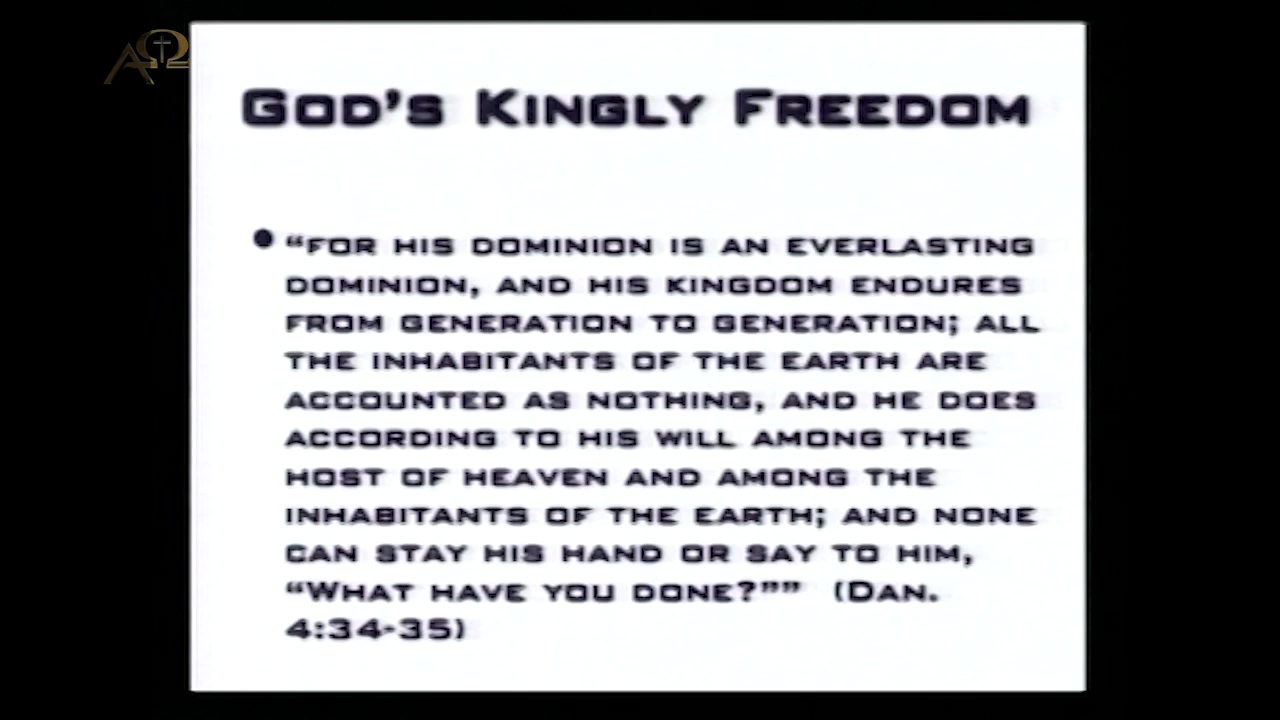 ΑΩ
GOD'S KINGLY FREEDOM
• “FOR HIS DOMINION IS AN EVERLASTING
DOMINION, AND HIS KINGDOM ENDURES
FROM GENERATION TO GENERATION; ALL
THE INHABITANTS OF THE EARTH ARE
ACCOUNTED AS NOTHING, AND HE DOES
ACCORDING TO HIS WILL AMONG THE
HOST OF HEAVEN AND AMONG THE
INHABITANTS OF THE EARTH; AND NONE
CAN STAY HIS HAND OR SAY TO HIM,
“WHAT HAVE YOU DONE?”” (DAN.
4:34-35)